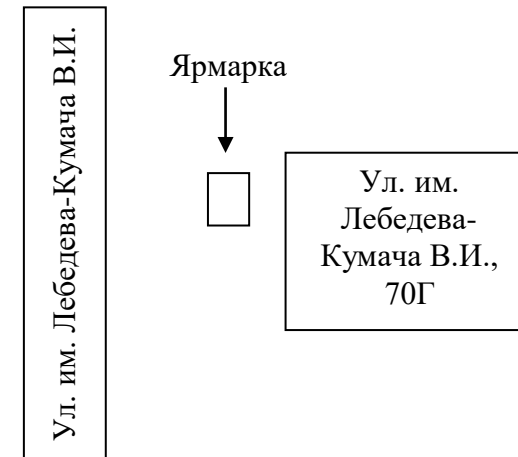 Ул. им. Лебедева-Кумача В.И.
Ярмарка
Ул. им.
Лебедева-
Кумача В.И.,
70Г